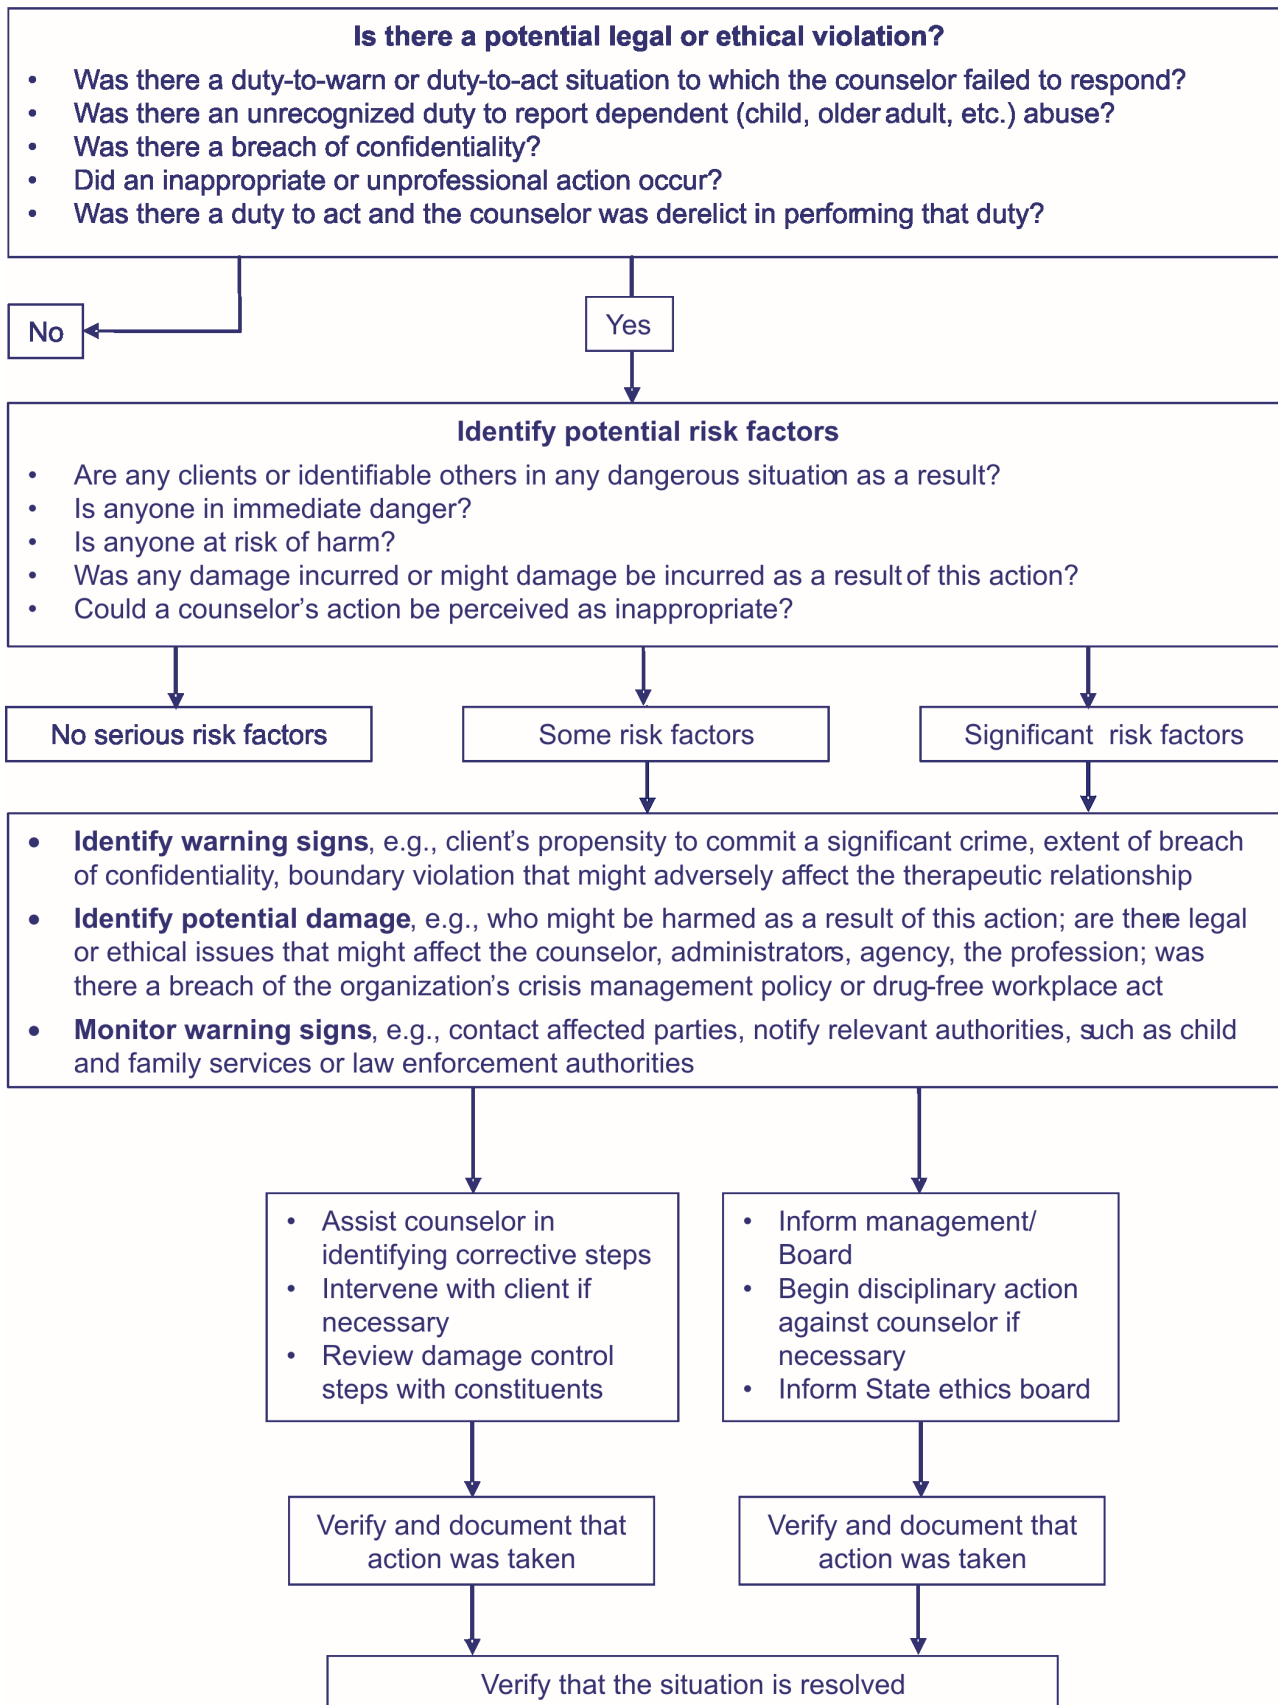 Is there a potential legal or ethical violation?
• Was there a duty-to-warn or duty-to-act situation to which the counselor failed to respond?
• Was there an unrecognized duty to report dependent (child, older adult, etc.) abuse?
• Was there a breach of confidentiality?
• Did an inappropriate or unprofessional action occur?
• Was there a duty to act and the counselor was derelict in performing that duty?
No
Yes
Identify potential risk factors
• Are any clients or identifiable others in any dangerous situation as a result?
• Is anyone in immediate danger?
• Is anyone at risk of harm?
• Was any damage incurred or might damage be incurred as a result of this action?
• Could a counselor's action be perceived as inappropriate?
No serious risk factors
Some risk factors
Significant risk factors
• Identify warning signs, e.g., client's propensity to commit a significant crime, extent of breach
of confidentiality, boundary violation that might adversely affect the therapeutic relationship
• Identify potential damage, e.g., who might be harmed as a result of this action; are there legal
or ethical issues that might affect the counselor, administrators, agency, the profession; was
there a breach of the organization's crisis management policy or drug-free workplace act
• Monitor warning signs, e.g., contact affected parties, notify relevant authorities, such as child
and family services or law enforcement authorities
• Assist counselor in
identifying corrective steps
• Intervene with client if
necessary
• Review damage control
steps with constituents
• Inform management/
Board
• Begin disciplinary action
against counselor if
necessary
• Inform State ethics board
Verify and document that
action was taken
Verify and document that
action was taken
Verify that the situation is resolved